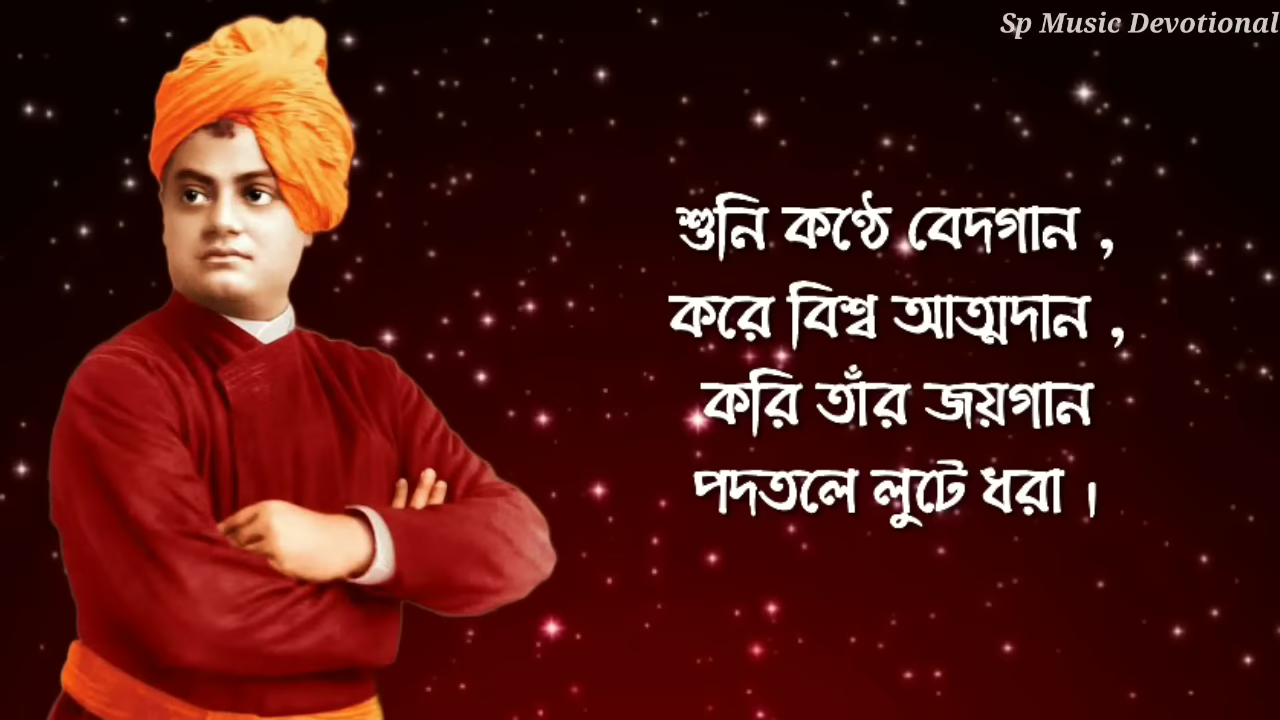 Sp Music Devotional
শুনি কণ্ঠে বেদগান ,
করে বিশ্ব আত্মদান ,
করি তাঁর জয়গান
পদতলে লুটে ধরা ।